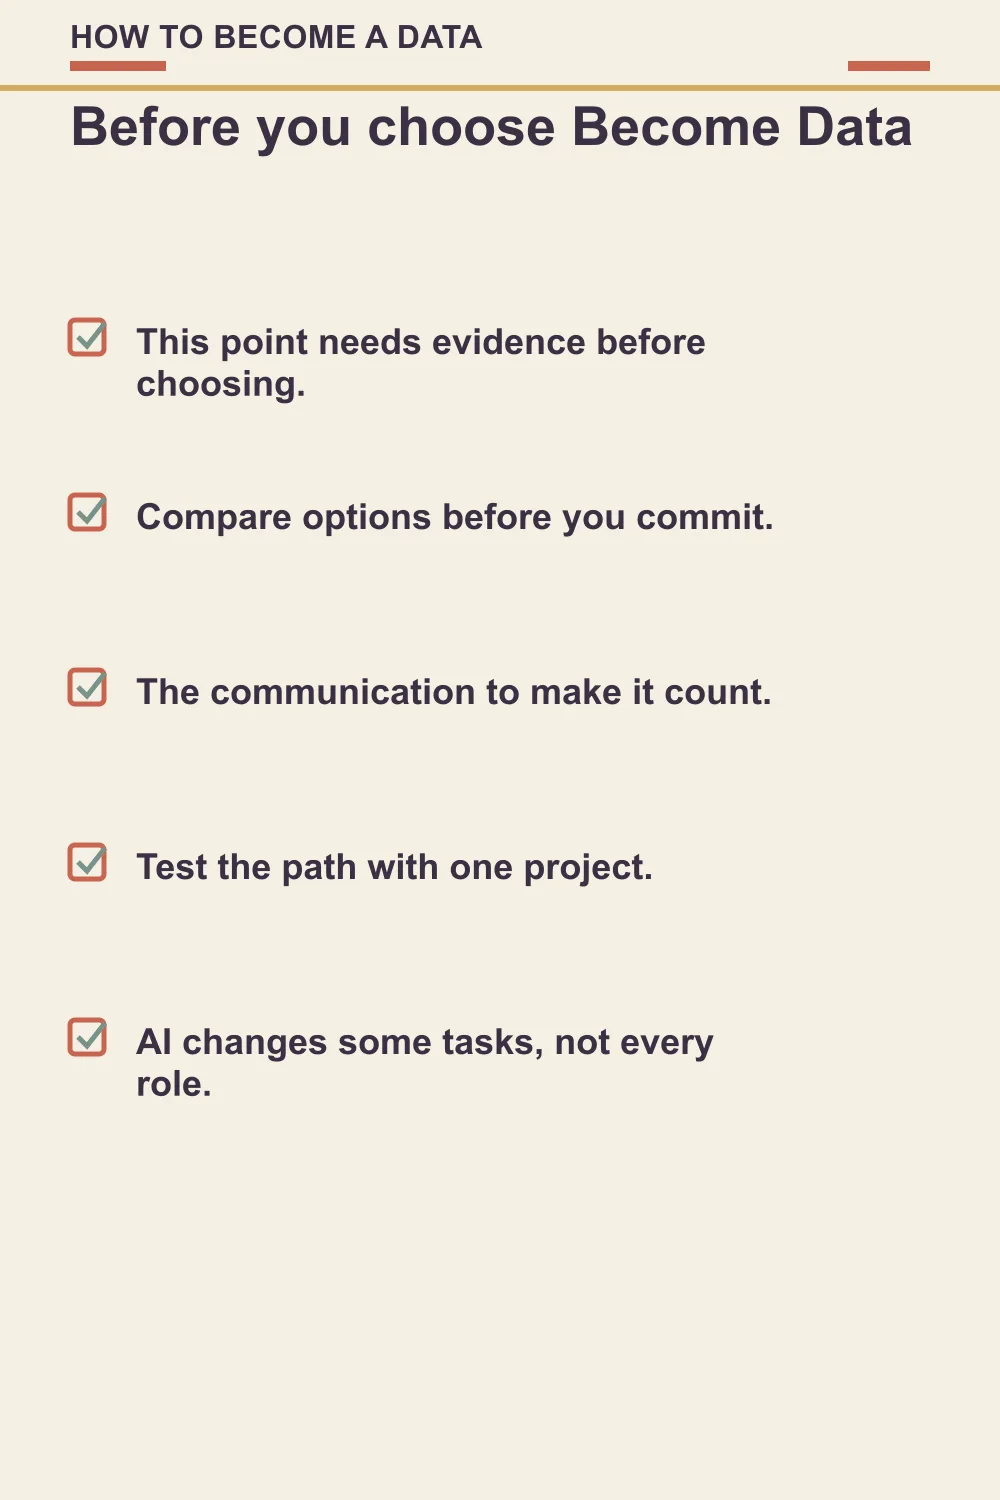 HOW TO BECOME A DATA
Before you choose Become Data
This point needs evidence before
choosing.
Compare options before you commit.
The communication to make it count.
Test the path with one project.
AI changes some tasks, not every
role.